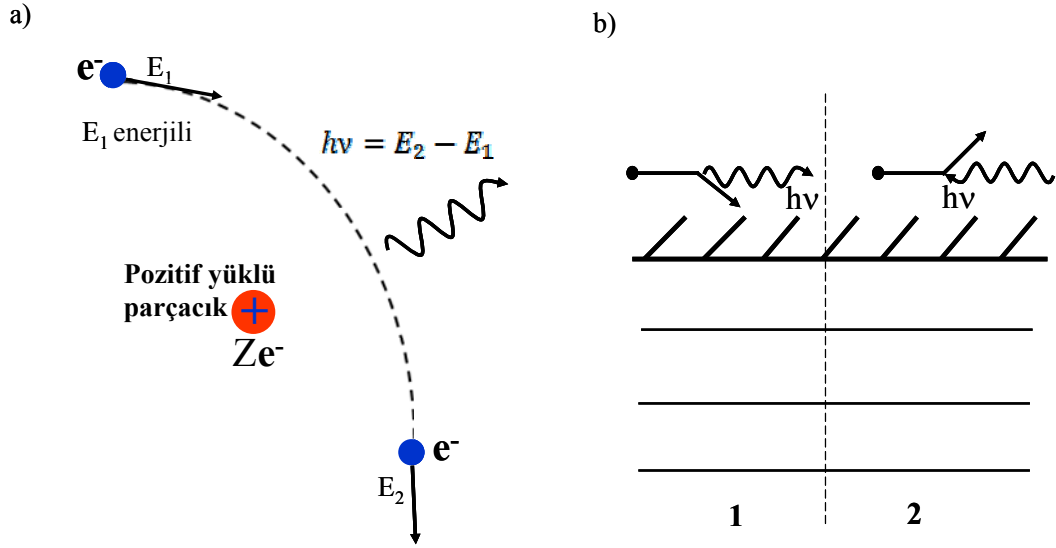 a)
e-
E1
E1 enerjili
hν = E2 − E1
Pozitif yüklü
parçacık
+
Ze-
e-
E2
b)
hν
hν
1
2